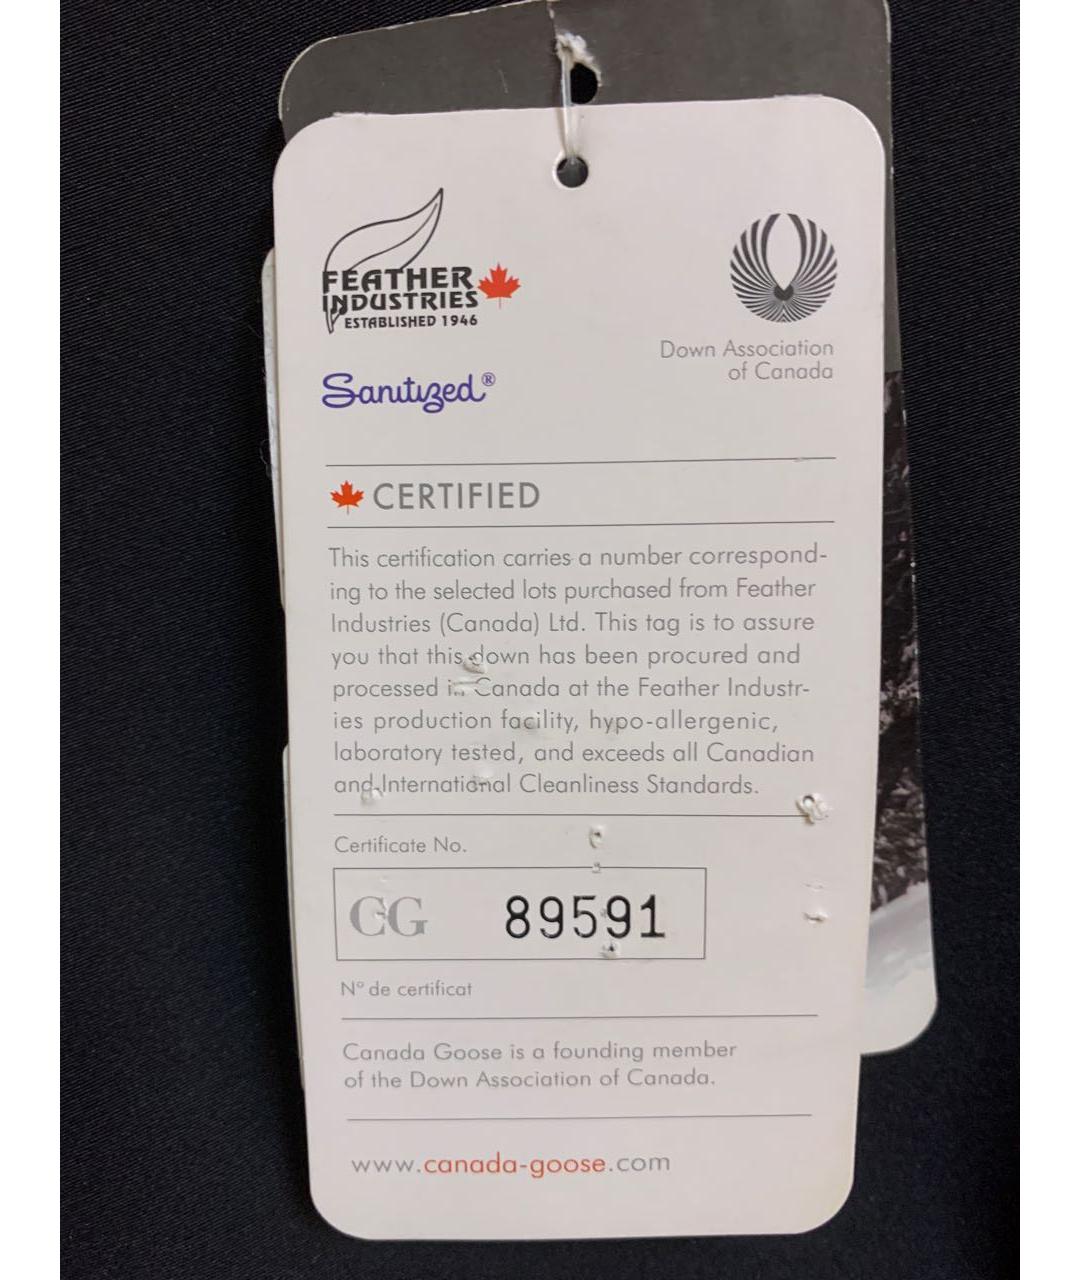 FEATHER
INDUSTRIES
ESTABLISHED 1946
Sanitized®
Down Association
of Canada
CERTIFIED
This certification carries a number correspond-
ing to the selected lots purchased from Feather
Industries (Canada) Ltd. This tag is to assure
you that this down has been procured and
processed in Canada at the Feather Industr-
ies production facility, hypo-allergenic,
laboratory tested, and exceeds all Canadian
and International Cleanliness Standards.
Certificate No.
CG 89591
Nº de certificat
Canada Goose is a founding member
of the Down Association of Canada.
www.canada-goose.com